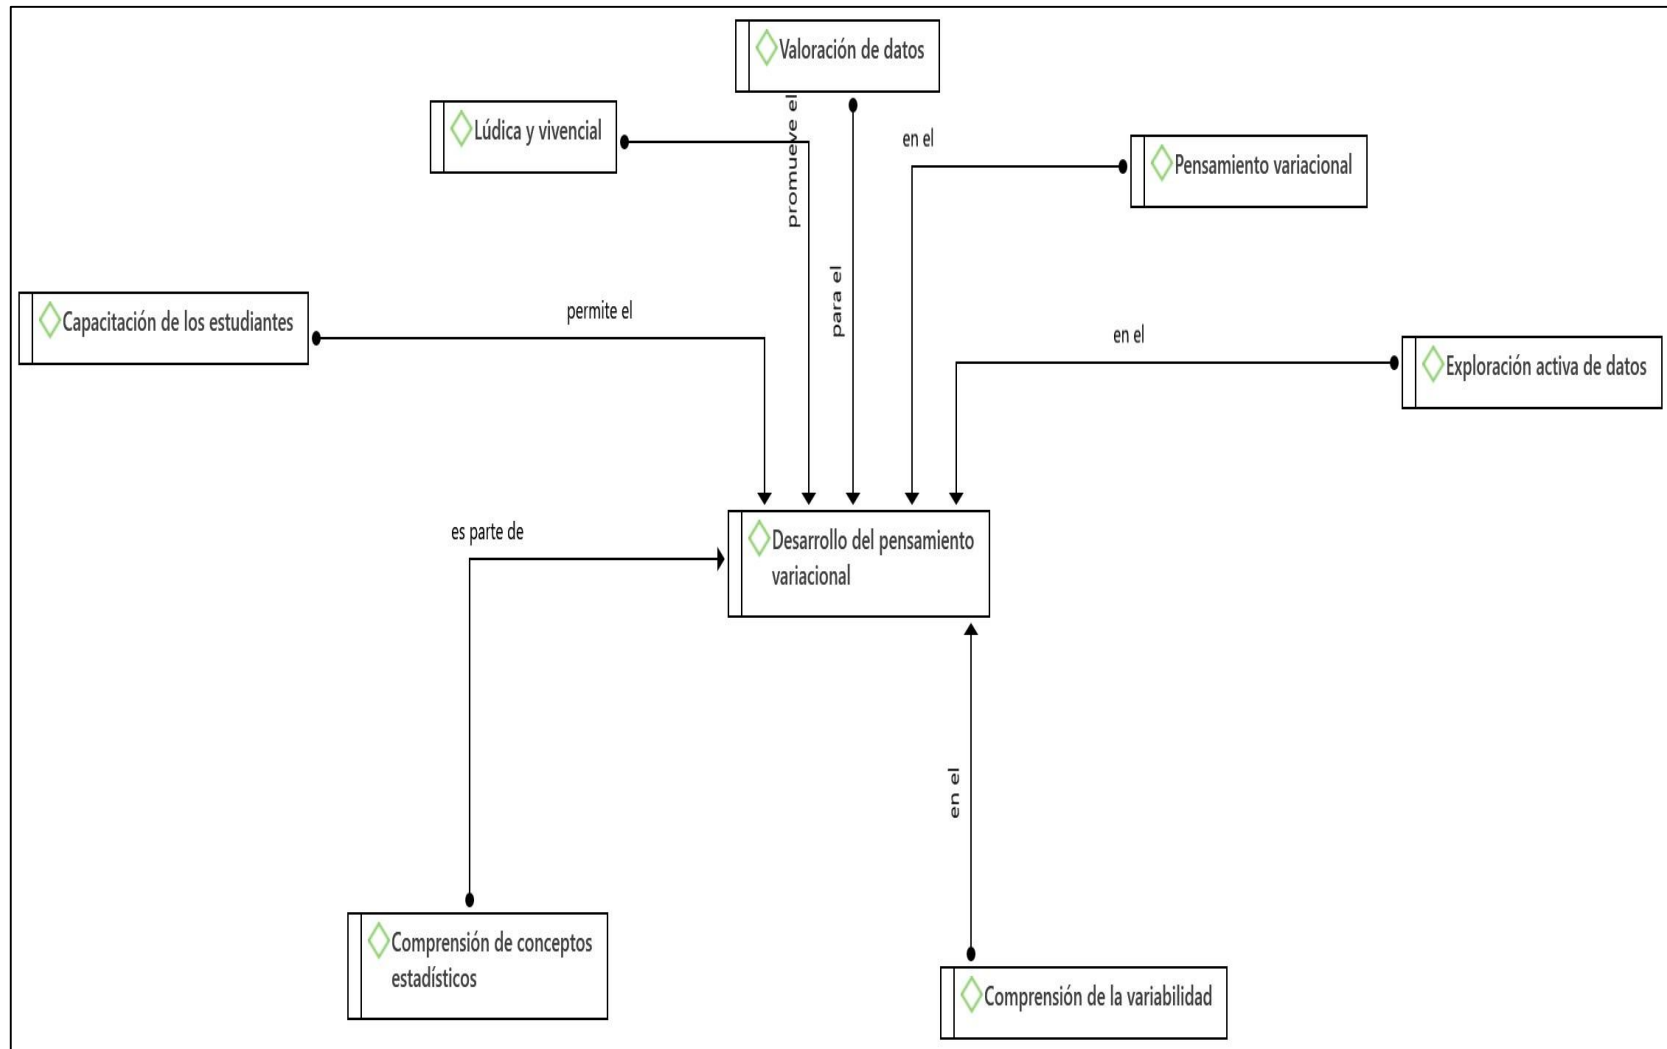 Valoración de datos
Lúdica y vivencial
promueve el
en el
Pensamiento variacional
para el
Capacitación de los estudiantes
permite el
en el
Exploración activa de datos
es parte de
Desarrollo del pensamiento
variacional
en el
Comprensión de conceptos
estadísticos
Comprensión de la variabilidad